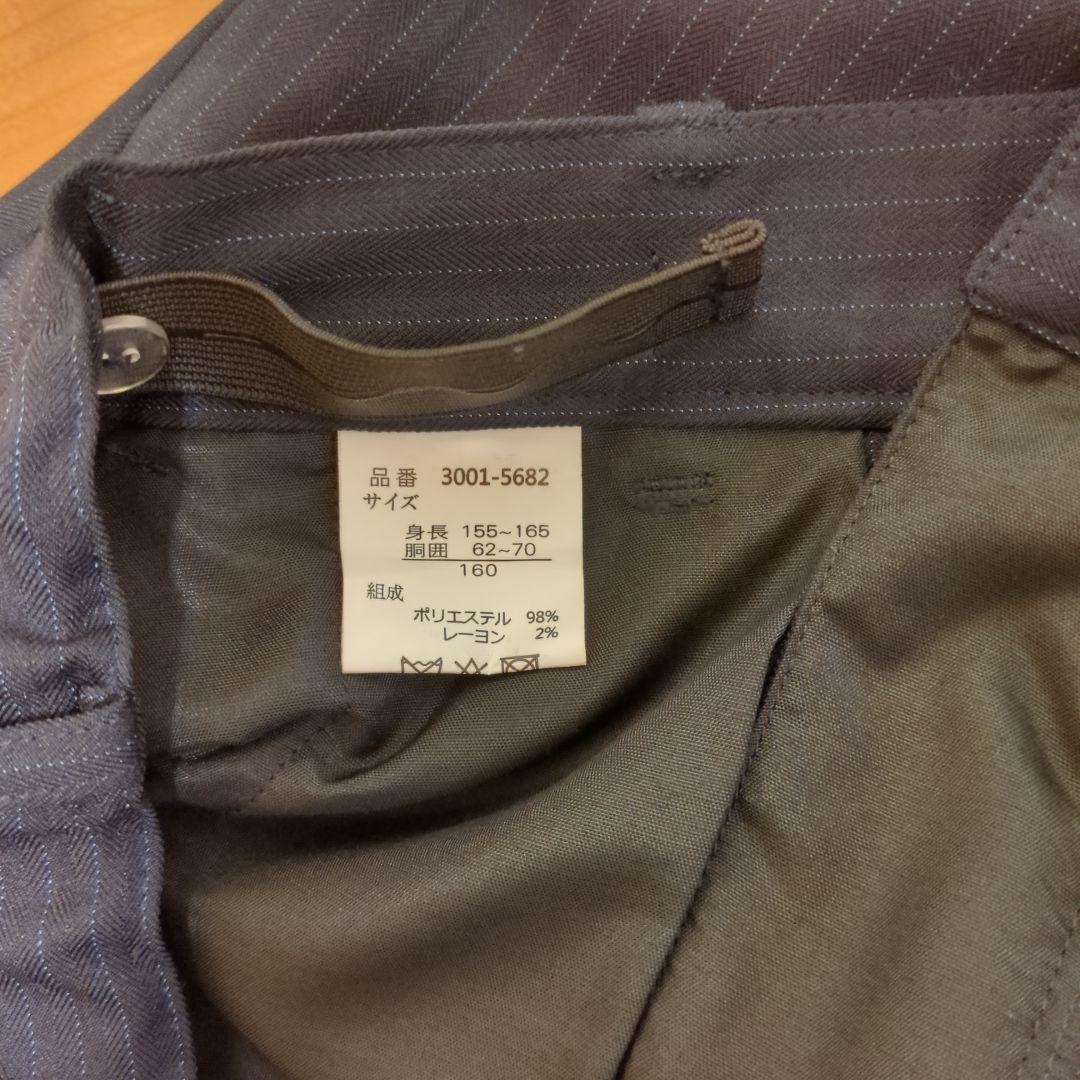 品番 3001-5682
サイズ
身長 155~165
胴囲 62~70
160
組成
ポリエステル 98%
レーヨン 2%